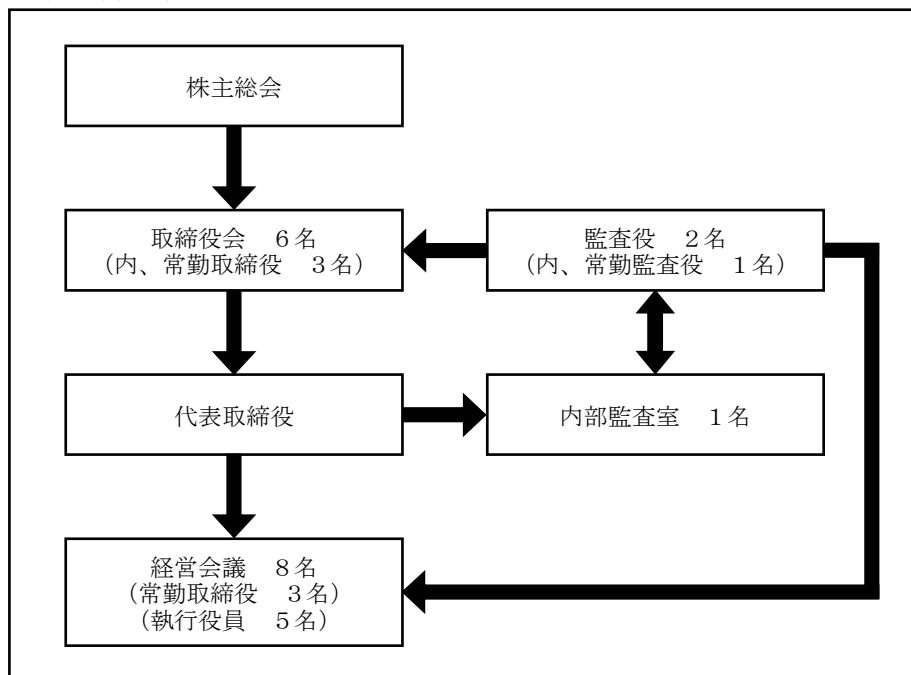 株主総会
取締役会　６名
（内、常勤取締役　３名）
監査役　２名
（内、常勤監査役　１名）
代表取締役
内部監査室　１名
経営会議　８名
（常勤取締役　３名）
（執行役員　５名）